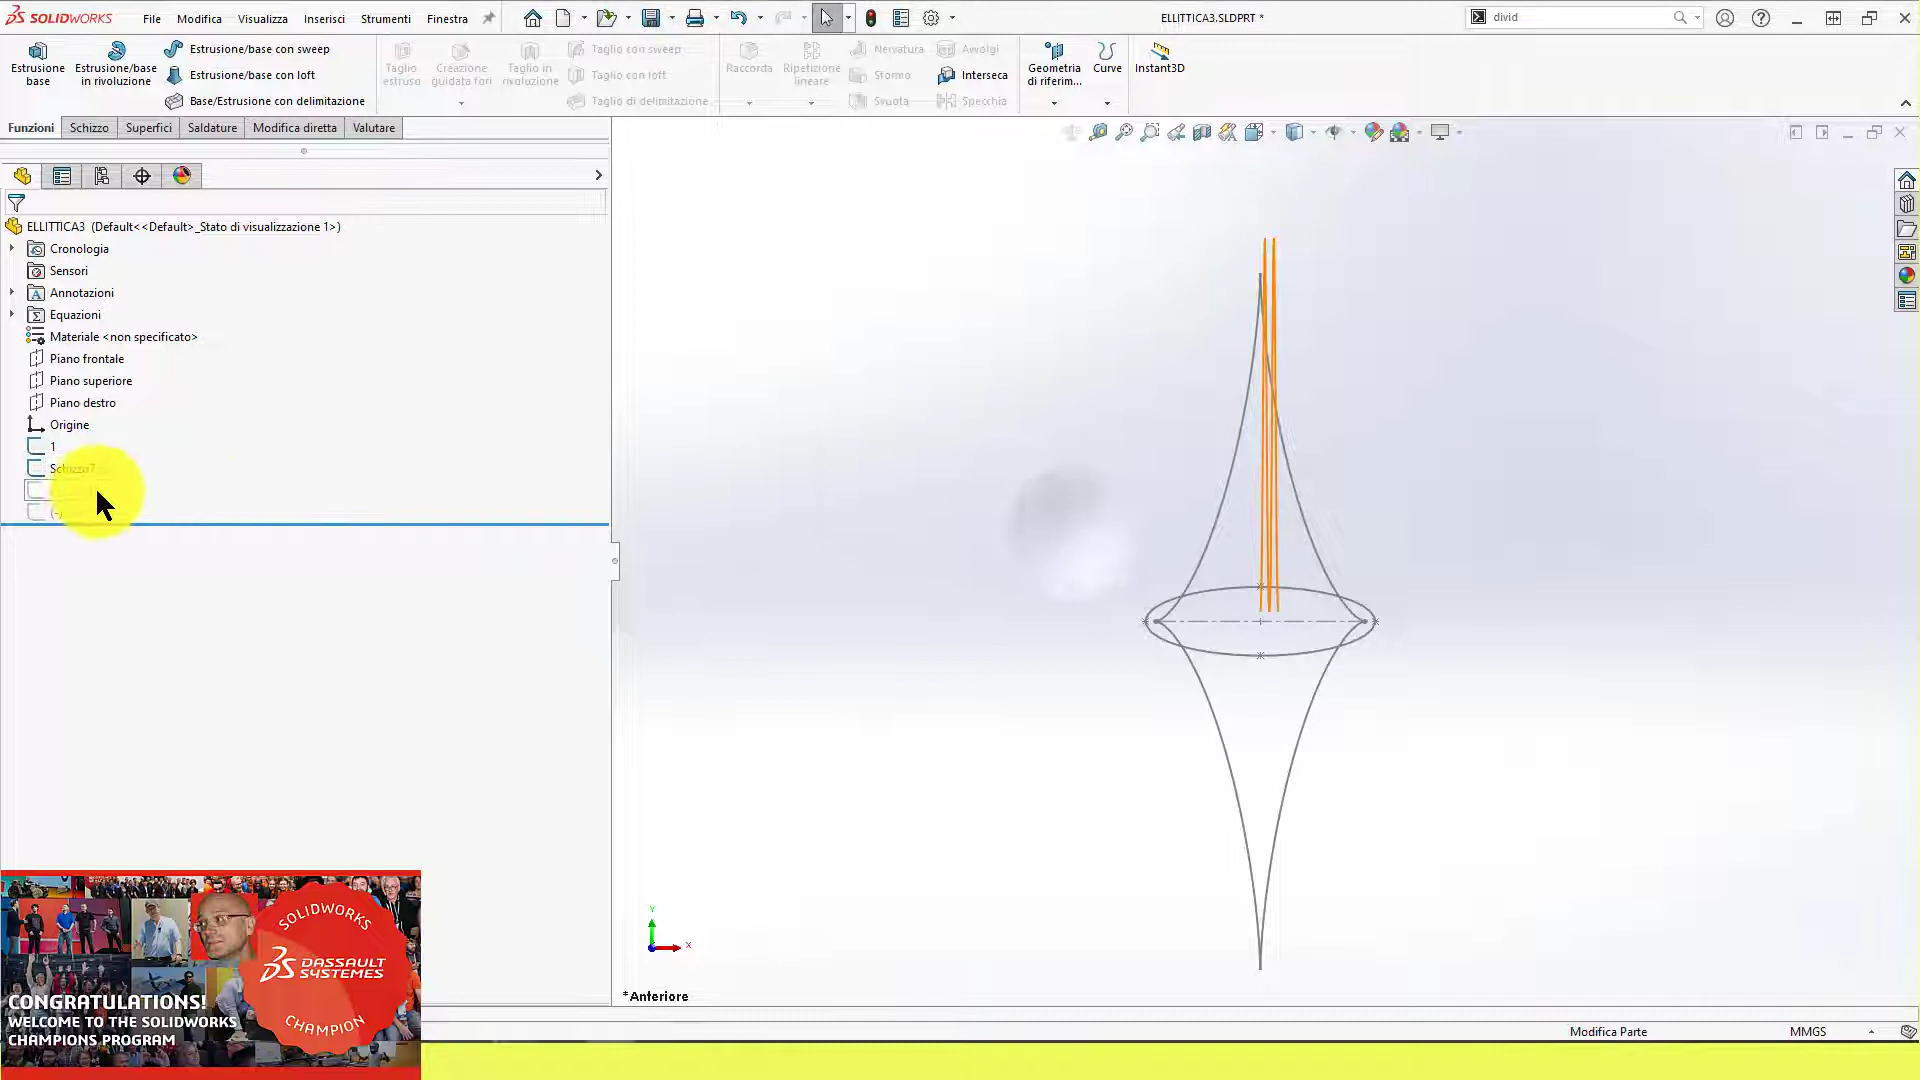 SOLIDWORKS
File
Modifica
Visualizza
Inserisci
Strumenti
Finestra
ELLITTICA3.SLDPRT *
divid
Estrusione
base
Estrusione/base
in rivoluzione
Estrusione/base con sweep
Estrusione/base con loft
Base/Estrusione con delimitazione
Taglio
estruso
Creazione
guidata fori
Taglio in
rivoluzione
Taglio con sweep
Taglio con loft
Taglio di delimitazione
Raccorda
Ripetizione
lineare
Nervatura
Sformo
Svuota
Avvolgi
Interseca
Specchia
Geometria
di riferim...
Curve
Instant3D
Funzioni
Schizzo
Superfici
Saldature
Modifica diretta
Valutare
ELLITTICA3 (Default<<Default>_Stato di visualizzazione 1>)
Cronologia
Sensori
Annotazioni
Equazioni
Materiale <non specificato>
Piano frontale
Piano superiore
Piano destro
Origine
1
Schizzo7
(-)
Y
X
*Anteriore
SOLIDWORKS
DASSAULT
SYSTEMES
CHAMPION
CONGRATULATIONS!
WELCOME TO THE SOLIDWORKS
CHAMPIONS PROGRAM
Modifica Parte
MMGS